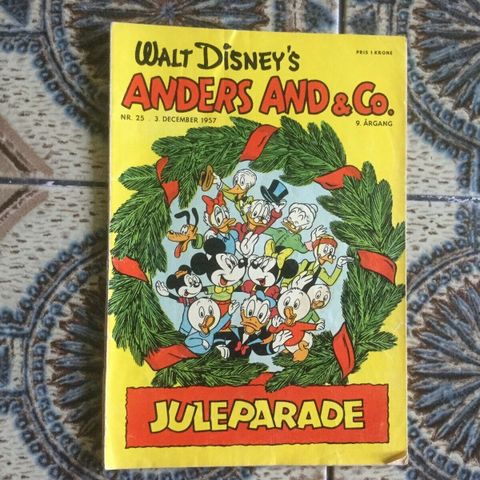 PRIS 1 KRONE
WALT DISNEY'S
ANDERS AND & Co.
NR. 25 . 3. DECEMBER 1957
9. ÅRGANG
JULEPARADE